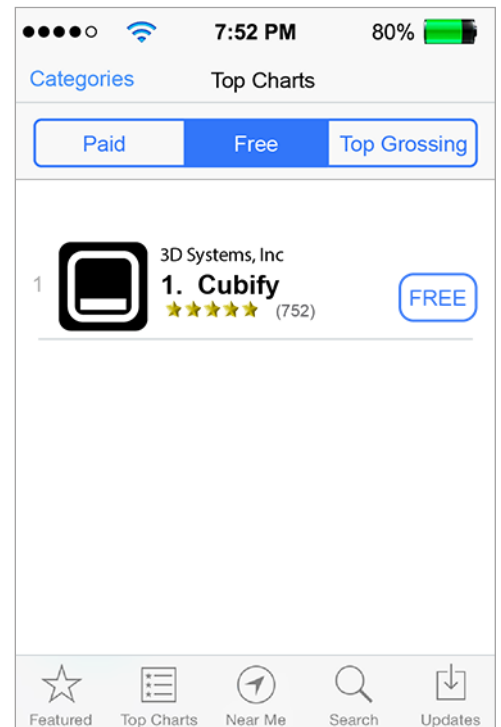 7:52 PM 80%
Categories Top Charts
Paid Free Top Grossing
3D Systems, Inc
1 1. Cubify FREE
(752)
Featured Top Charts Near Me Search Updates